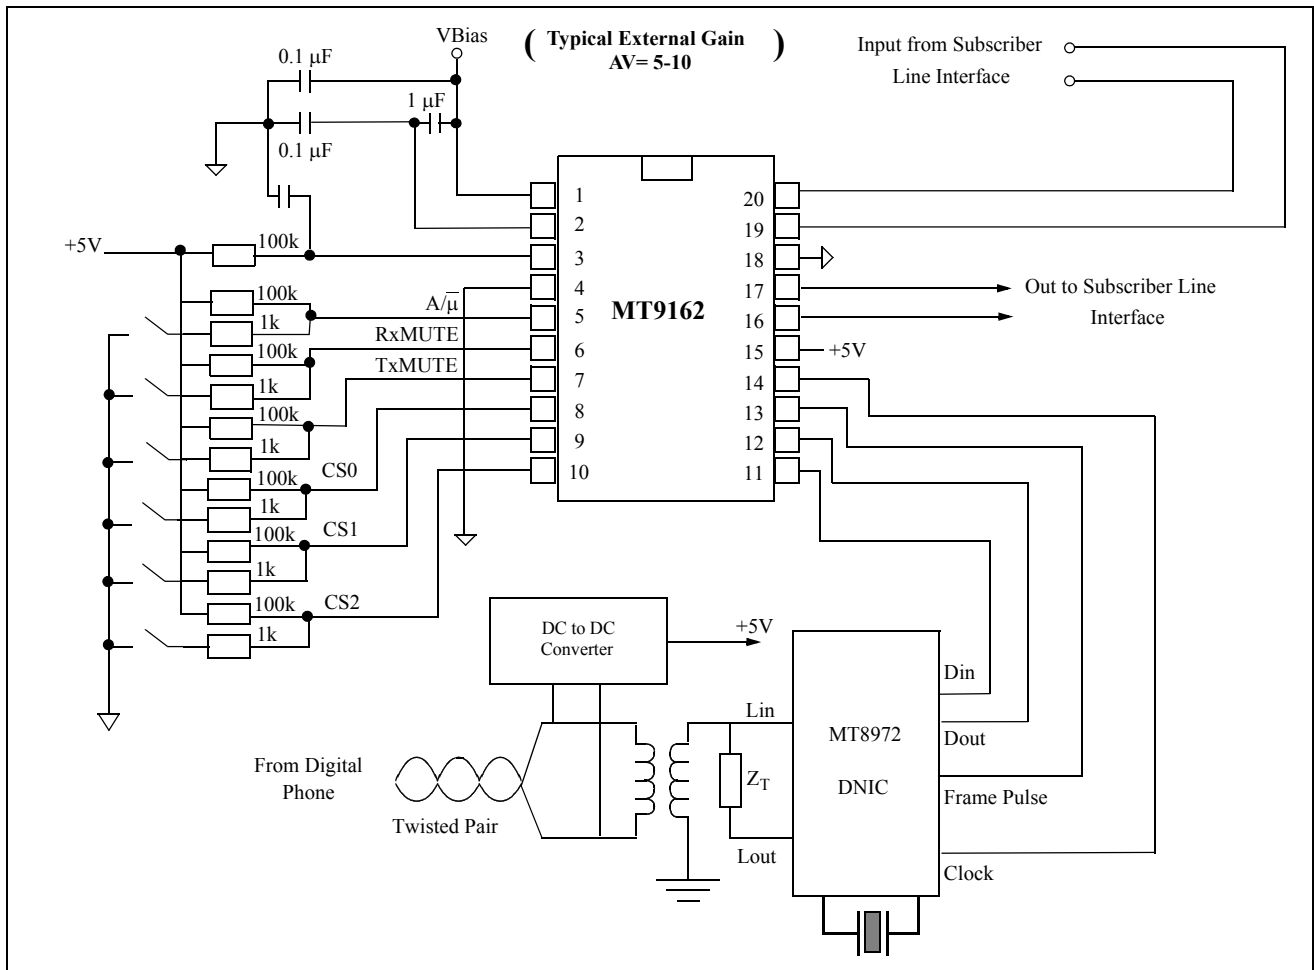 VBias
( Typical External Gain )
AV= 5-10
Input from Subscriber
Line Interface
0.1 µF
1 µF
0.1 µF
+5V
100k
100k
1k
100k
1k
100k
1k
100k
1k
100k
1k
100k
1k
A/μ̅
RxMUTE
TxMUTE
CS0
CS1
CS2
MT9162
1
2
3
4
5
6
7
8
9
10
20
19
18
17
16
15
14
13
12
11
Out to Subscriber Line
Interface
+5V
DC to DC
Converter
+5V
From Digital
Phone
Twisted Pair
Lin
ZT
Lout
MT8972
DNIC
Din
Dout
Frame Pulse
Clock